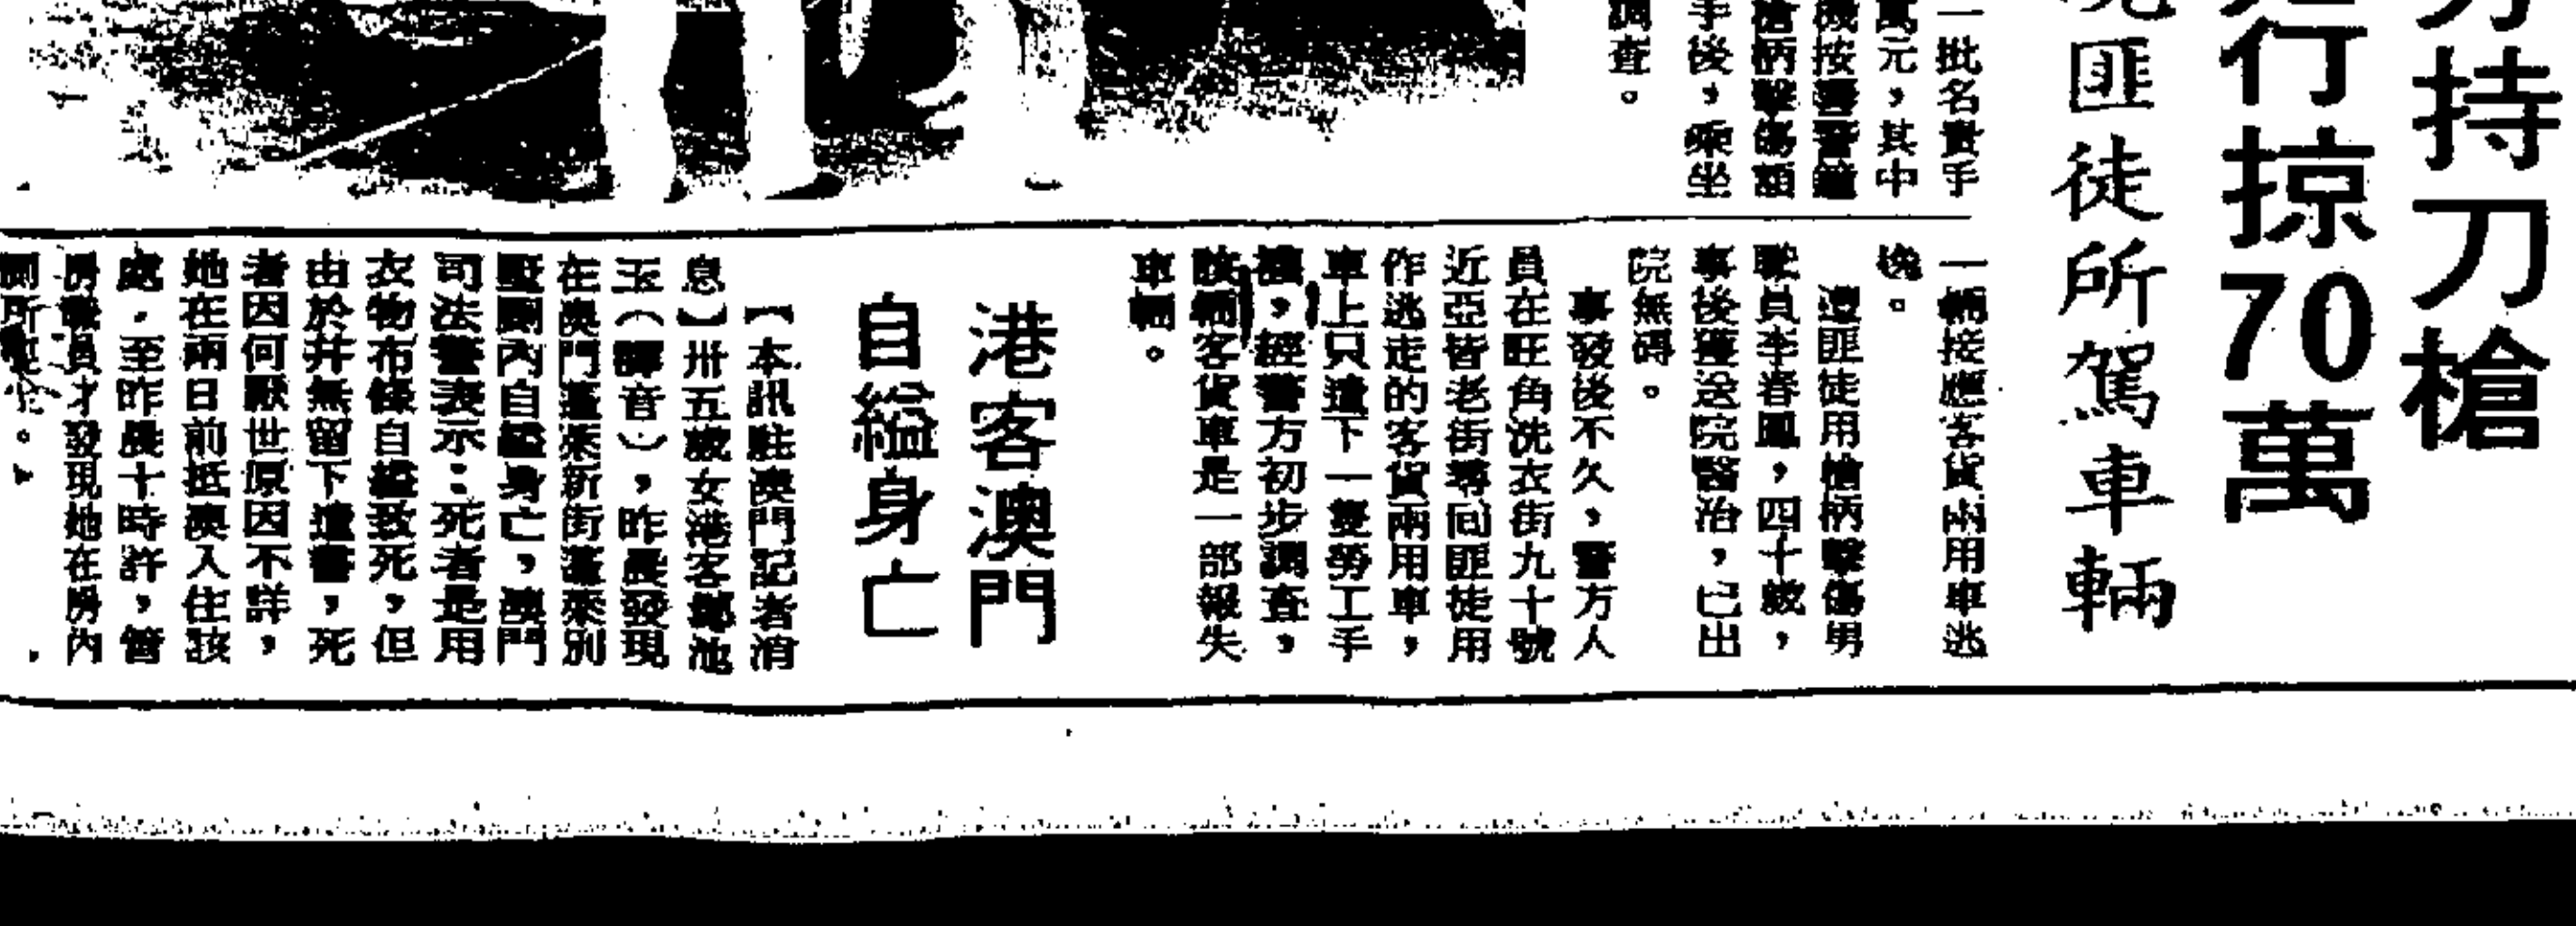 持刀槍
行掠70萬
匪徒所駕車輛
一批名貴手
萬元，其中
機按響警鐘
槍柄擊傷頭
手後，乘坐
調查。
一輛接應客貨兩用車逃
逸。
遭匪徒用槍柄擊傷男
職員李春鳳，四十歲，
事後獲送院醫治，已出
院無碍。
事發後不久，警方人
員在旺角洗衣街九十號
近亞皆老街尋回匪徒用
作逃走的客貨兩用車，
車上只遺下一隻勞工手
襪，經警方初步調查，
該輛客貨車是一部報失
車輛。
港客澳門
自縊身亡
【本訊駐澳門記者消
息】卅五歲女港客 池
玉（譯音），昨晨發現
在澳門蓬萊新街蓬萊別
墅廁內自縊身亡，澳門
司法警表示：死者是用
衣物布條自縊致死，但
由於并無留下遺書，死
者因何厭世原因不詳，
她在兩日前抵澳入住該
處，至昨晨十時許，管
房職員才發現她在房內
廁所